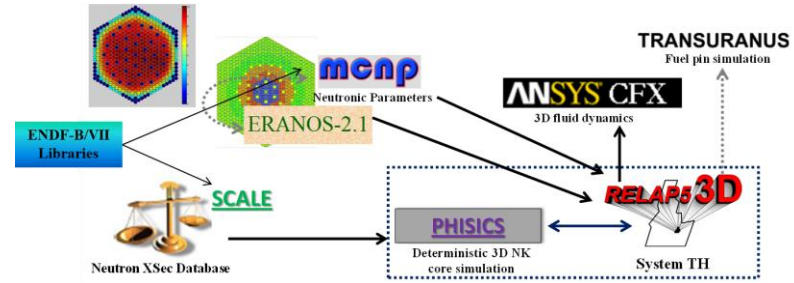 TRANSURANUS
Fuel pin simulation
mcnp
Neutronic Parameters
ANSYS CFX
3D fluid dynamics
ERANOS-2.1
ENDF-B/VII
Libraries
SCALE
Neutron XSec Database
PHISICS
Deterministic 3D NK
core simulation
RELAP5 3D
System TH